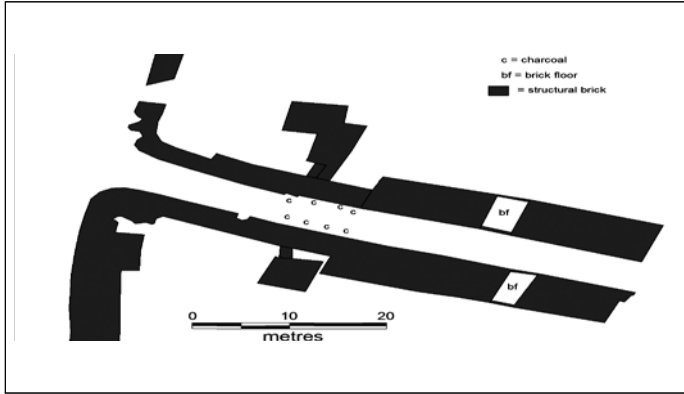 c = charcoal
bf = brick floor
= structural brick
bf
c c c c
c c c c
bf
0 10 20
metres